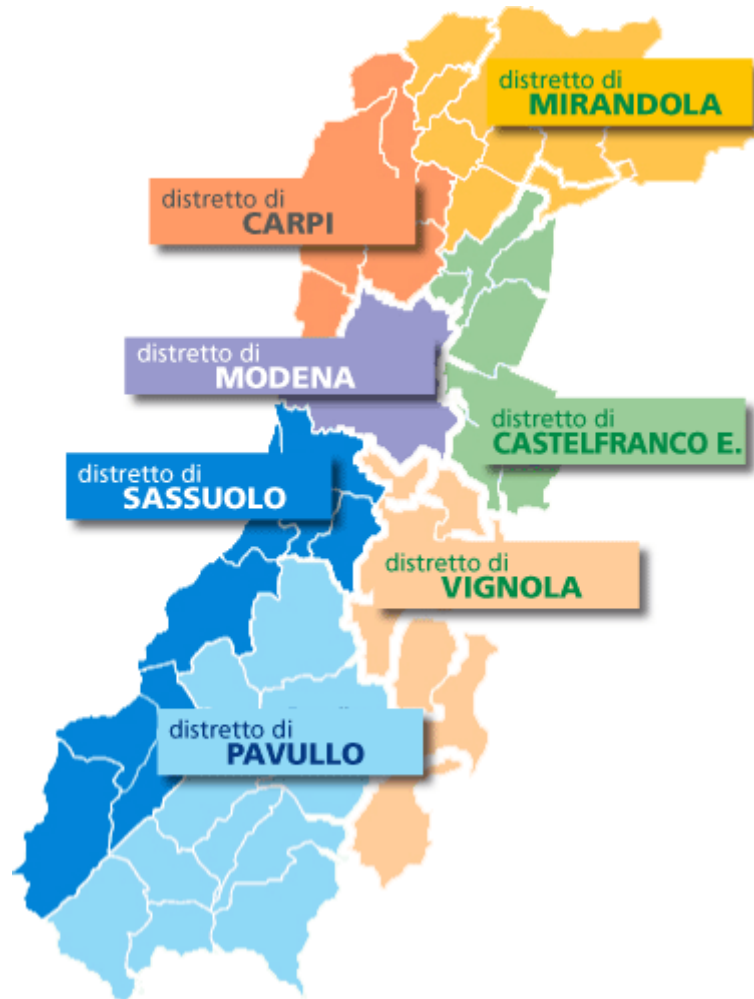 distretto di
MIRANDOLA
distretto di
CARPI
distretto di
MODENA
distretto di
CASTELFRANCO E.
distretto di
SASSUOLO
distretto di
VIGNOLA
distretto di
PAVULLO